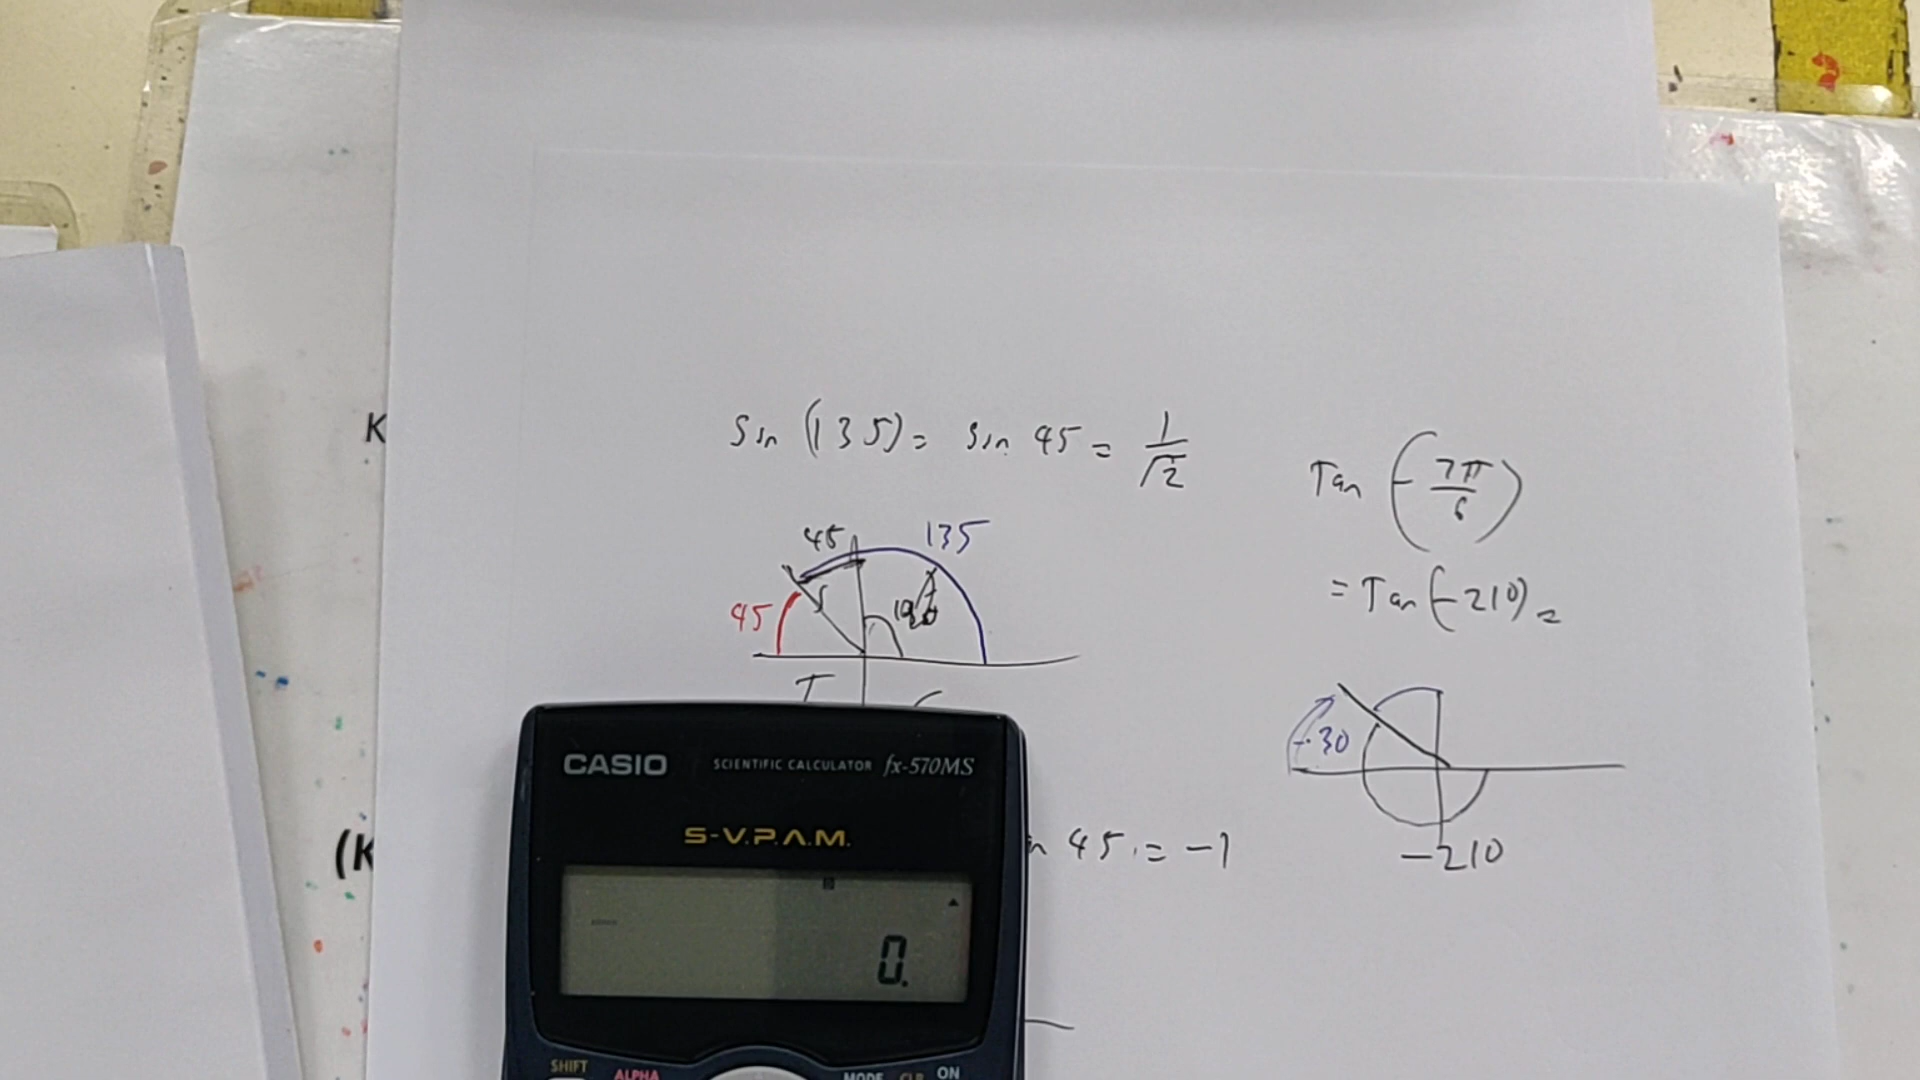 K
Sin (135) = Sin 45 = 1/√2
Tan (-7π/6)
= Tan (-210) =
45
135
45
S
T
-30
-210
(K
n 45 = -1
CASIO SCIENTIFIC CALCULATOR fx-570MS
S-V.P.A.M.
D
0.
SHIFT ALPHA MODE CLR ON